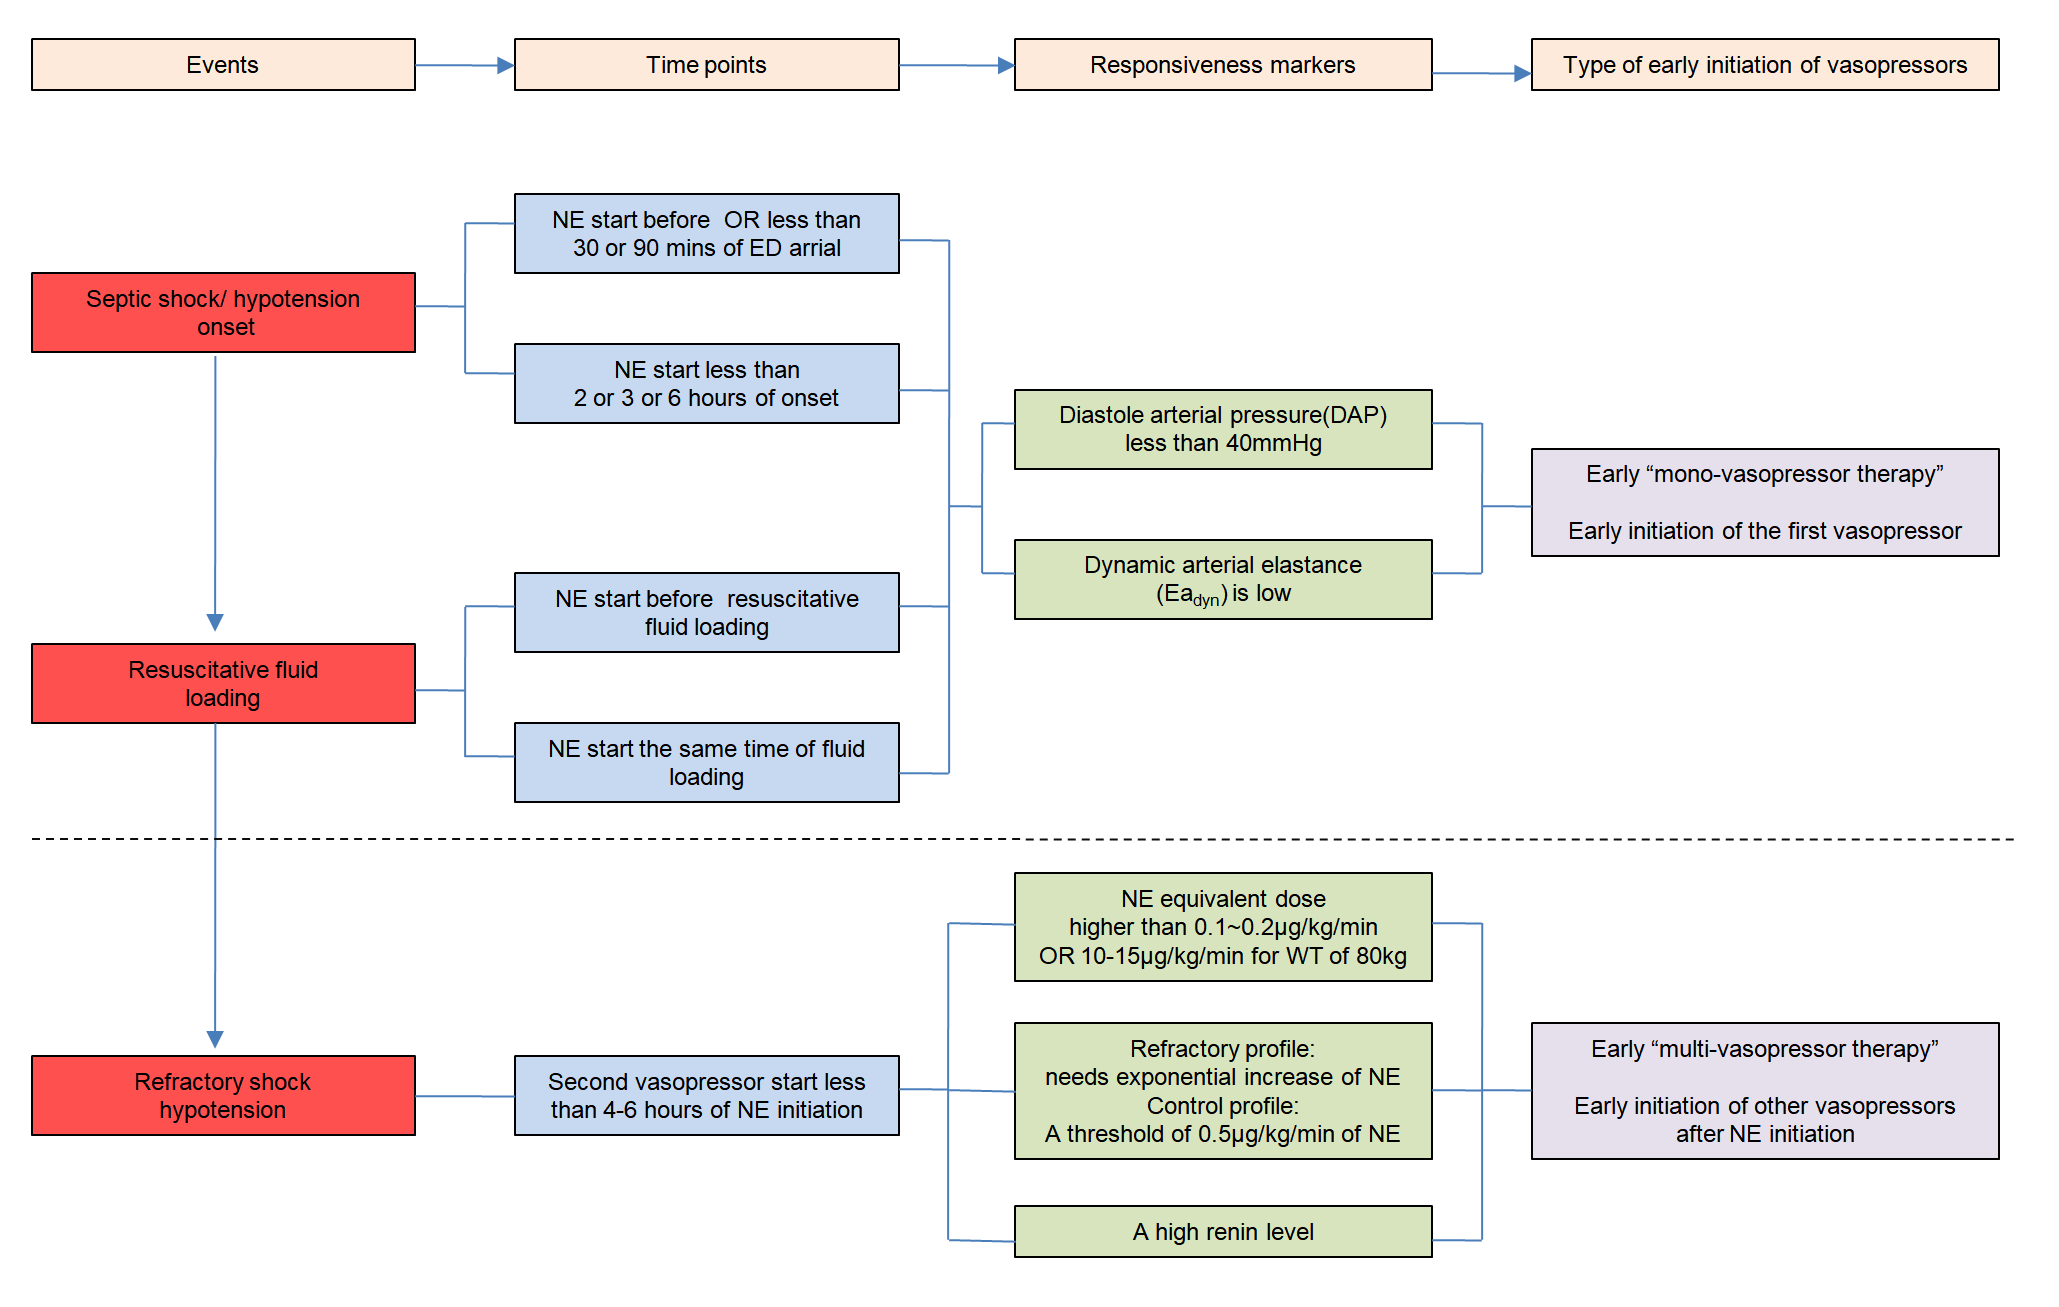 Events
Time points
Responsiveness markers
Type of early initiation of vasopressors
Septic shock/ hypotension
onset
NE start before OR less than
30 or 90 mins of ED arrial
NE start less than
2 or 3 or 6 hours of onset
Diastole arterial pressure(DAP)
less than 40mmHg
Dynamic arterial elastance
(Eadyn) is low
Early “mono-vasopressor therapy”
Early initiation of the first vasopressor
Resuscitative fluid
loading
NE start before resuscitative
fluid loading
NE start the same time of fluid
loading
Refractory shock
hypotension
Second vasopressor start less
than 4-6 hours of NE initiation
NE equivalent dose
higher than 0.1~0.2µg/kg/min
OR 10-15µg/kg/min for WT of 80kg
Refractory profile:
needs exponential increase of NE
Control profile:
A threshold of 0.5µg/kg/min of NE
A high renin level
Early “multi-vasopressor therapy”
Early initiation of other vasopressors
after NE initiation